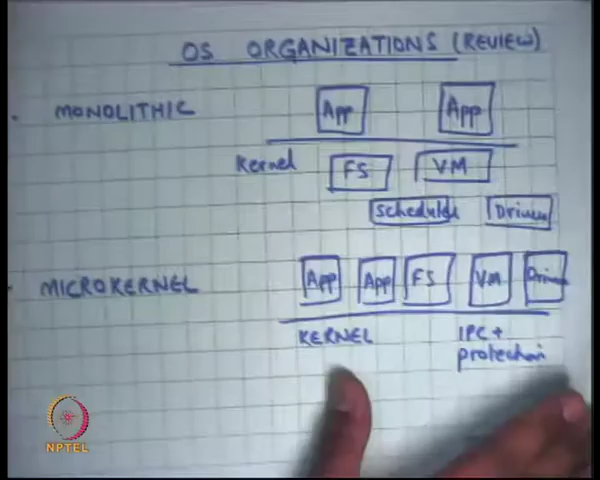 OS ORGANIZATIONS (REVIEW)
MONOLITHIC
App App
Kernel FS VM
Scheduler Driver
MICROKERNEL
App App FS VM Driver
KERNEL IPC +
protection
NPTEL